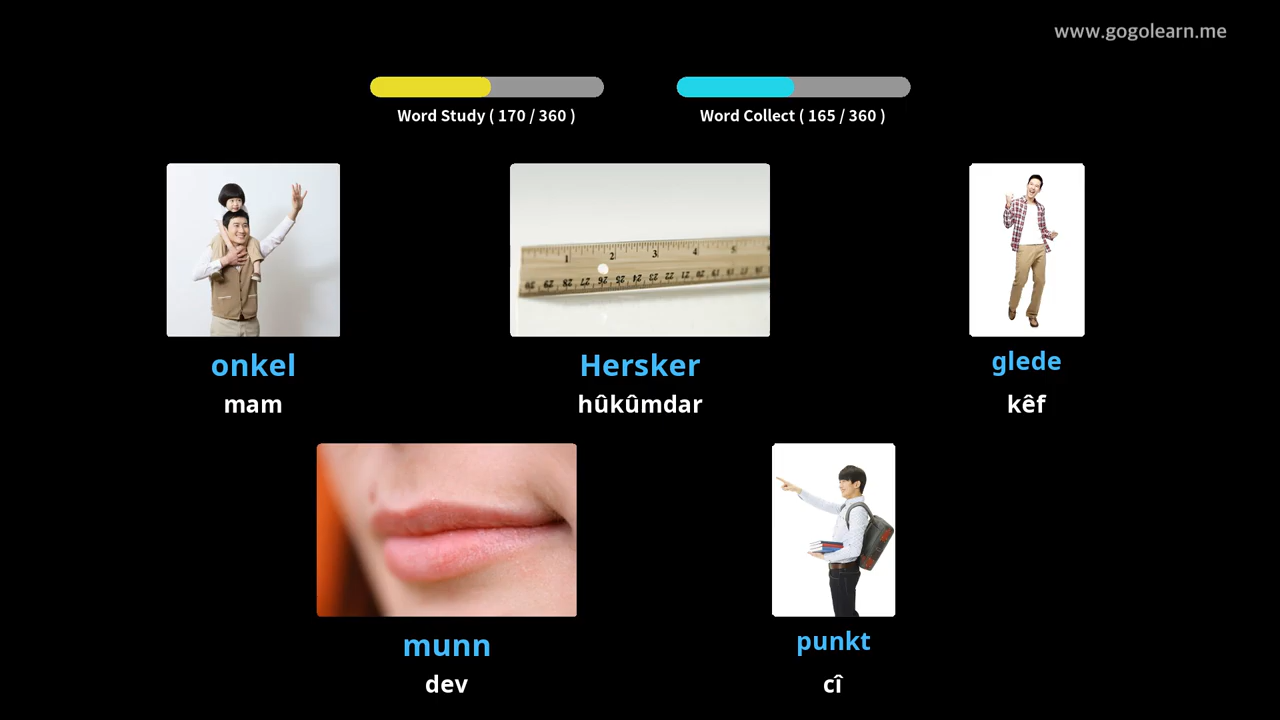 www.gogolearn.me
Word Study ( 170 / 360 )
Word Collect ( 165 / 360 )
onkel
mam
Hersker
hûkûmdar
glede
kêf
munn
dev
punkt
cî